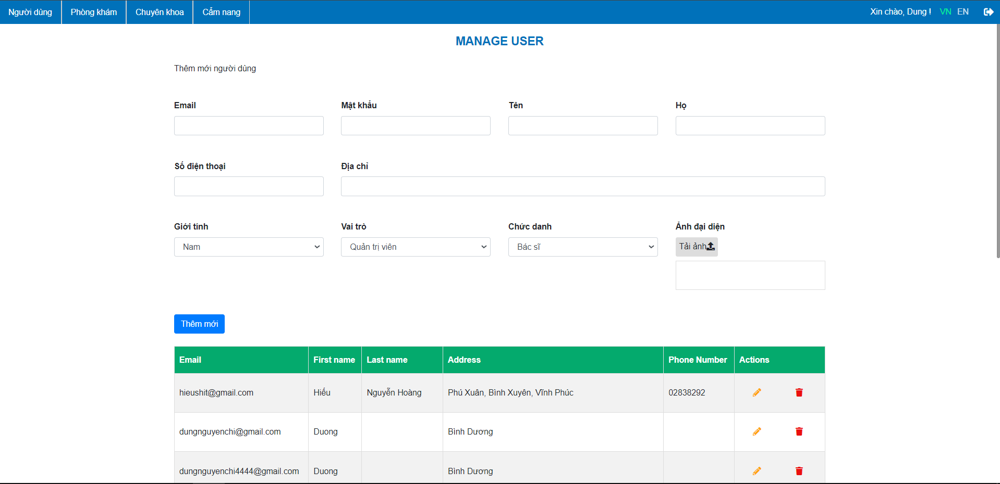 Người dùng Phòng khám Chuyên khoa Cẩm nang Xin chào, Dung ! VN EN
MANAGE USER
Thêm mới người dùng
Email Mật khẩu Tên Họ
Số điện thoại Địa chỉ
Giới tính Vai trò Chức danh Ảnh đại diện
Nam Quản trị viên Bác sĩ Tải ảnh
Thêm mới
Email First name Last name Address Phone Number Actions
hieushit@gmail.com Hiếu Nguyễn Hoàng Phú Xuân, Bình Xuyên, Vĩnh Phúc 02838292
dungnguyenchi@gmail.com Duong Bình Dương
dungnguyenchi4444@gmail.com Duong Bình Dương